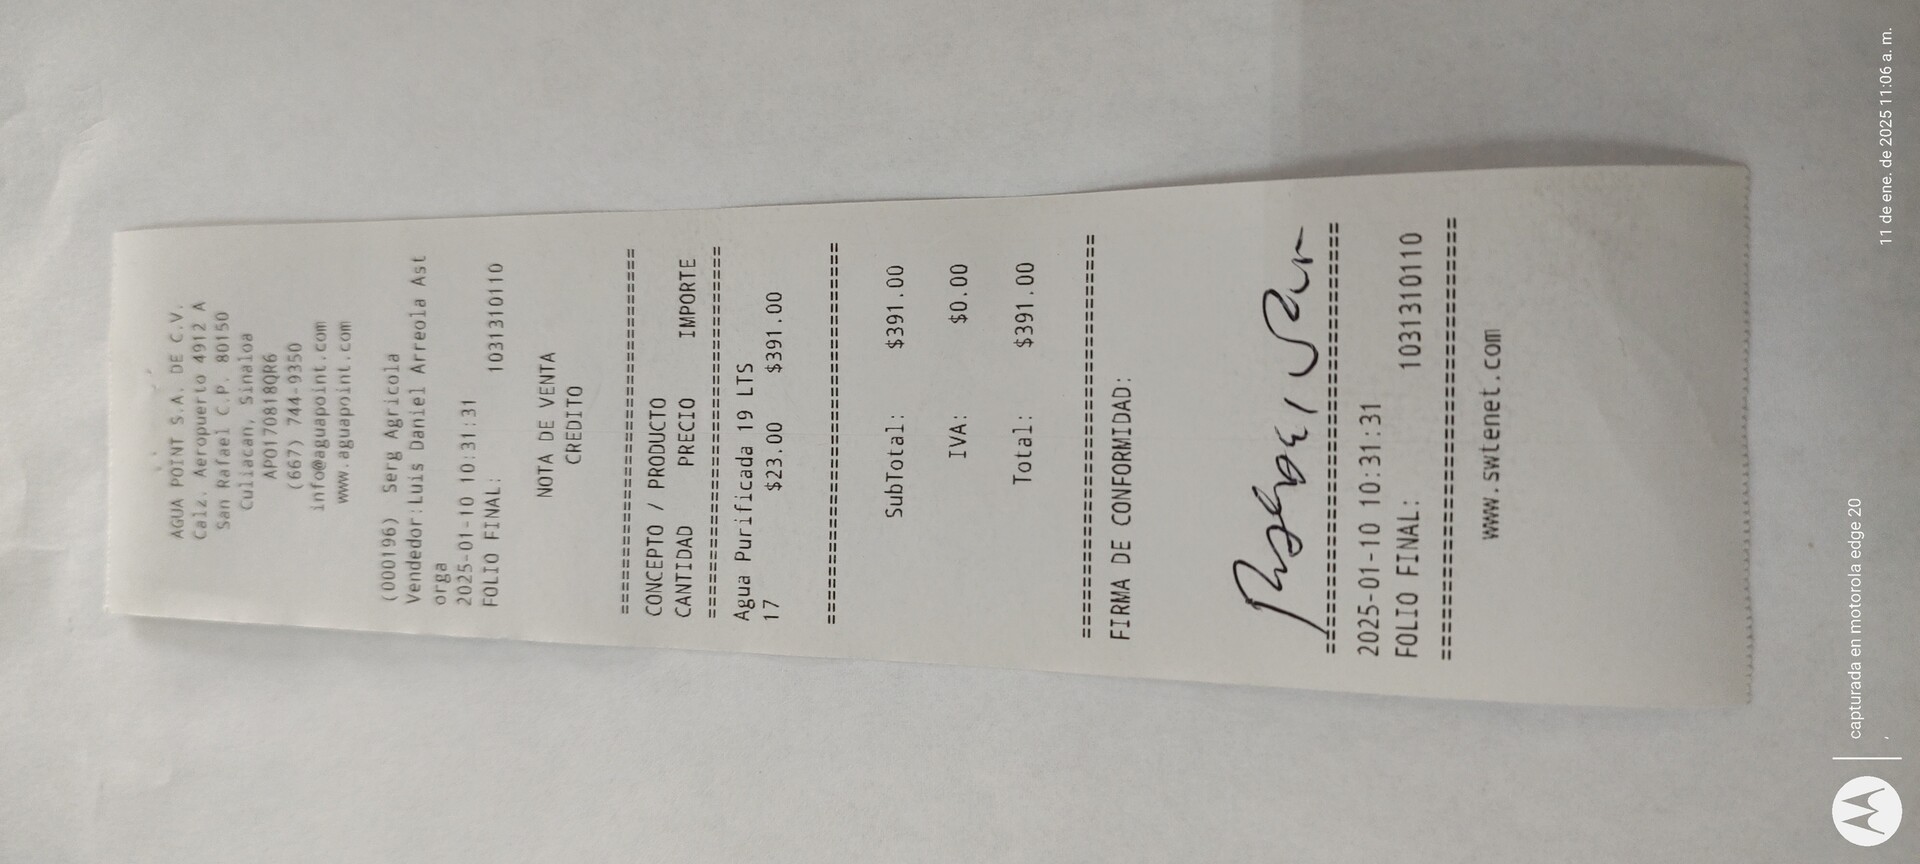 AGUA POINT S.A. DE C.V.
Calz. Aeropuerto 4912 A
San Rafael C.P. 80150
Culiacan, Sinaloa
APO170818QR6
(667) 744-9350
info@aguapoint.com
www.aguapoint.com
(000196) Serg Agricola
Vendedor:Luis Daniel Arreola Ast
orga
2025-01-10 10:31:31
FOLIO FINAL: 1031310110
NOTA DE VENTA
CREDITO
================================
CONCEPTO / PRODUCTO
CANTIDAD PRECIO IMPORTE
================================
Agua Purificada 19 LTS
17 $23.00 $391.00
================================
SubTotal: $391.00
IVA: $0.00
Total: $391.00
================================
FIRMA DE CONFORMIDAD:
================================
2025-01-10 10:31:31
FOLIO FINAL: 1031310110
================================
www.swtenet.com
capturada en motorola edge 20
11 de ene. de 2025 11:06 a. m.